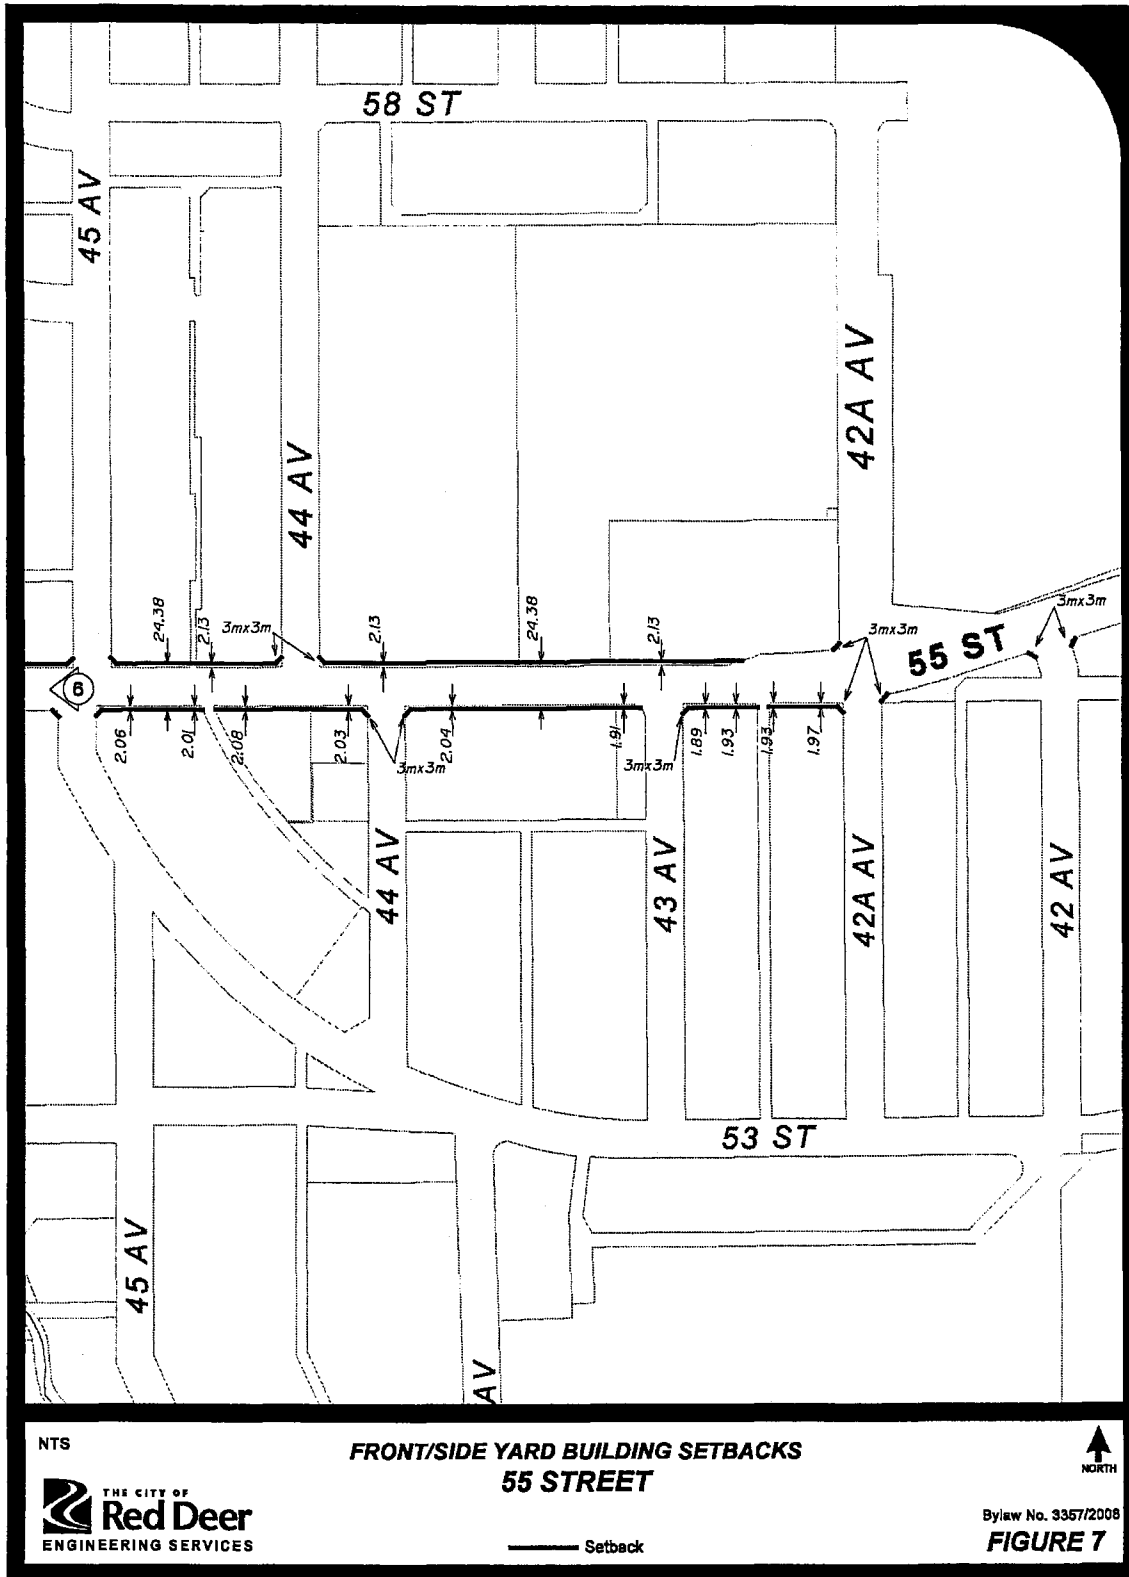 58 ST
45 AV
42A AV
44 AV
24.38
2.13
3mx3m
2.13
24.38
2.13
3mx3m
3mx3m
55 ST
6
2.06
2.01
2.08
2.03
3mx3m
2.04
1.91
3mx3m
1.89
1.93
1.93
1.97
44 AV
43 AV
42A AV
42 AV
53 ST
45 AV
AV
NTS
FRONT/SIDE YARD BUILDING SETBACKS
55 STREET
NORTH
THE CITY OF
Red Deer
ENGINEERING SERVICES
Setback
Bylaw No. 3357/2008
FIGURE 7